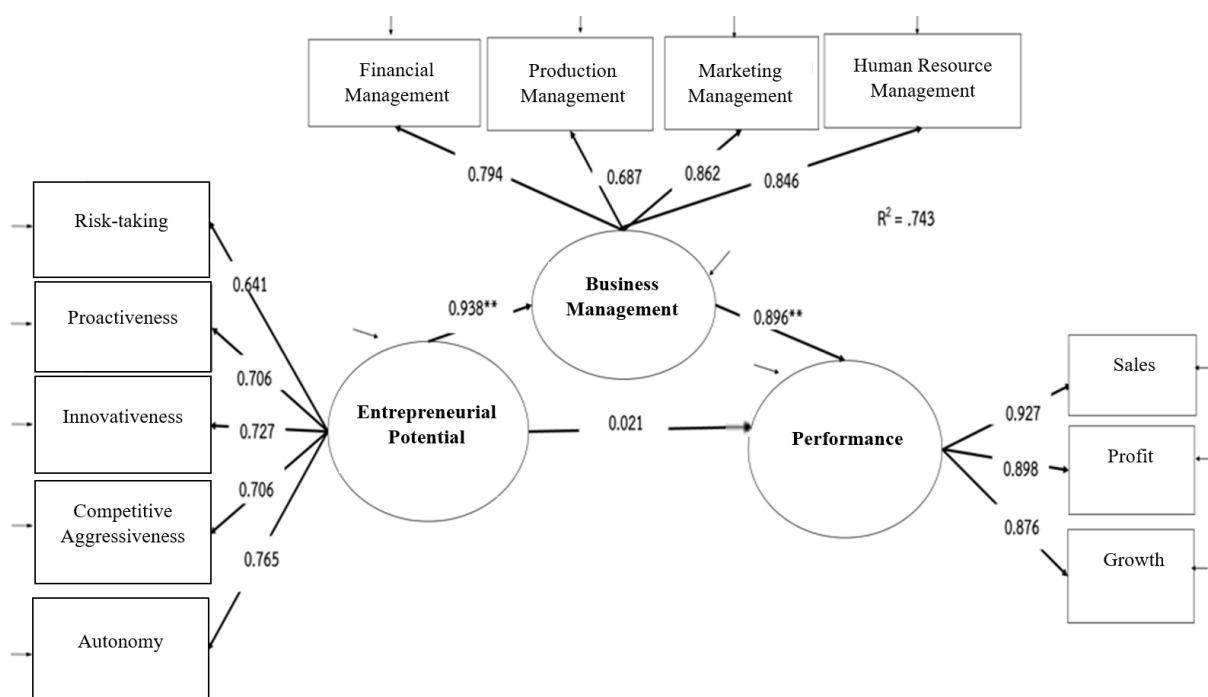 Financial
Management
Production
Management
Marketing
Management
Human Resource
Management
0.794
0.687
0.862
0.846
R² = .743
Risk-taking
Proactiveness
Innovativeness
Competitive
Aggressiveness
Autonomy
0.641
0.706
0.727
0.706
0.765
Entrepreneurial
Potential
0.938**
Business
Management
0.896**
0.021
Performance
0.927
0.898
0.876
Sales
Profit
Growth